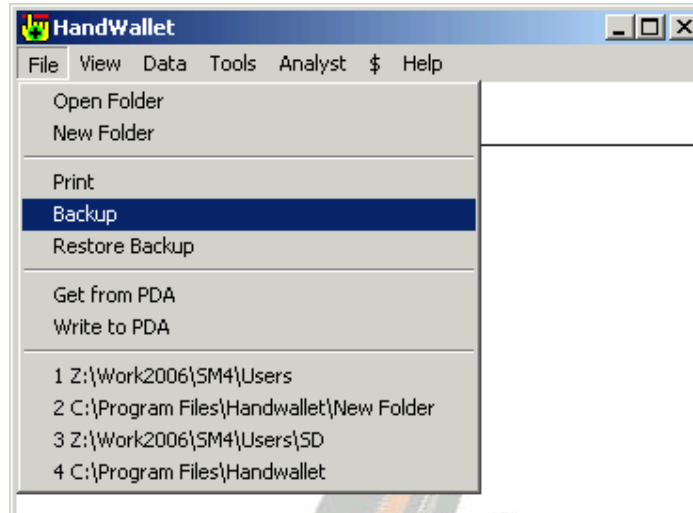 HandWallet
File View Data Tools Analyst $ Help
Open Folder
New Folder
Print
Backup
Restore Backup
Get from PDA
Write to PDA
1 Z:\Work2006\SM4\Users
2 C:\Program Files\Handwallet\New Folder
3 Z:\Work2006\SM4\Users\SD
4 C:\Program Files\Handwallet